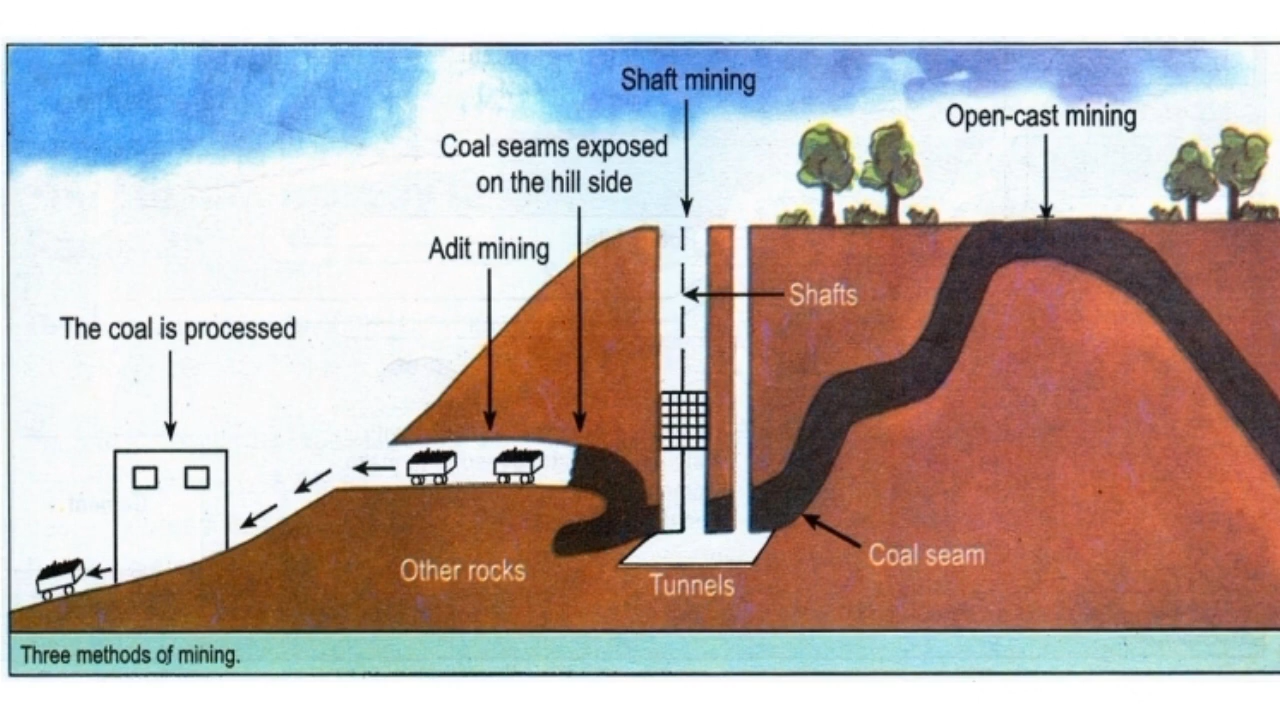 Shaft mining
Open-cast mining
Coal seams exposed
on the hill side
Adit mining
Shafts
The coal is processed
Coal seam
Other rocks
Tunnels
Three methods of mining.